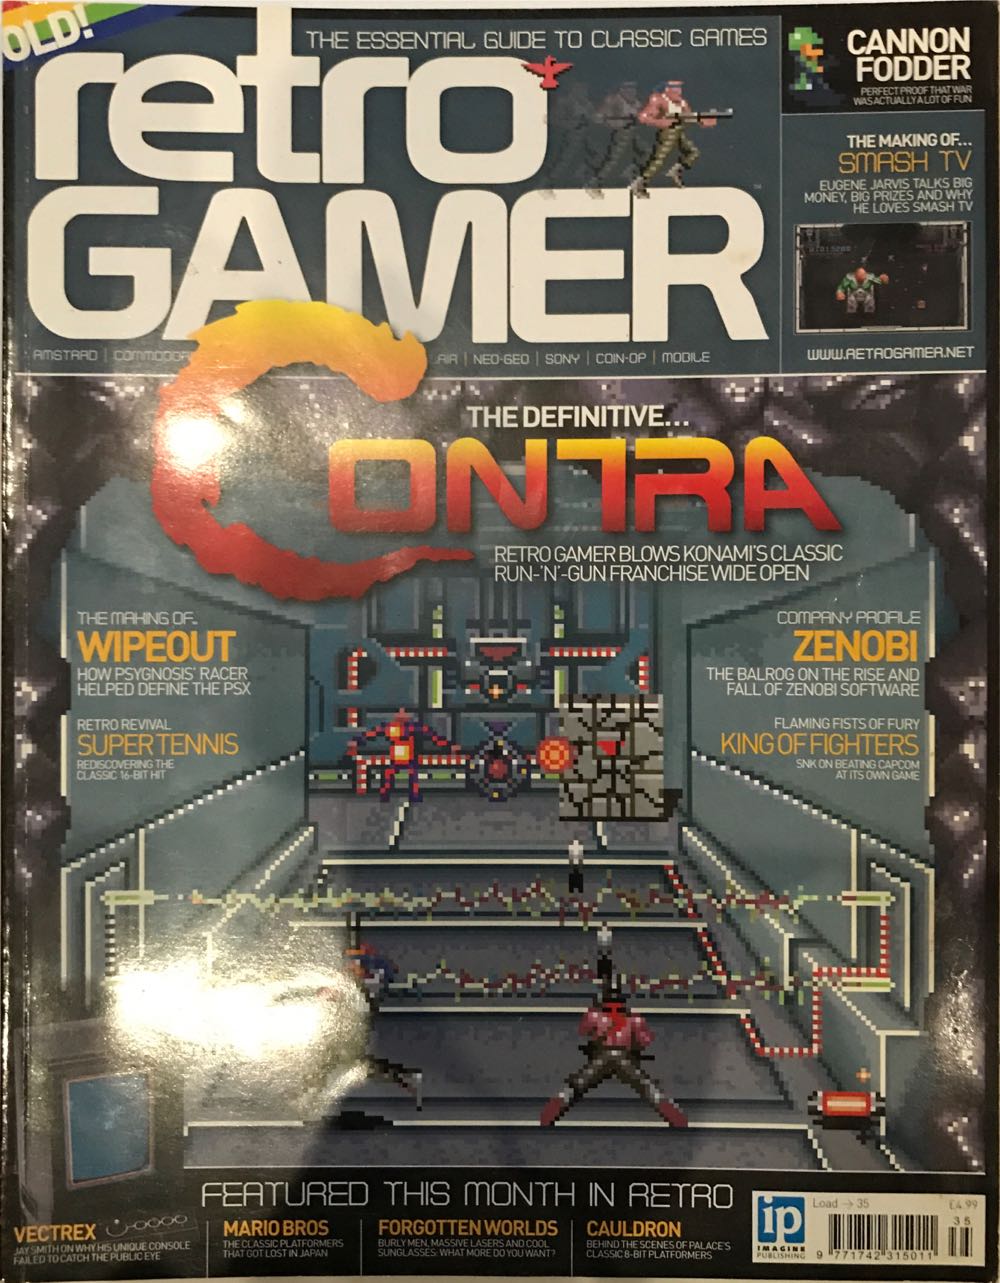 OLD!
THE ESSENTIAL GUIDE TO CLASSIC GAMES
retro
GAMER
™
AMSTRAD | COMMODOR
AIR | NEO-GEO | SONY | COIN-OP | MOBILE
CANNON
FODDER
PERFECT PROOF THAT WAR
WAS ACTUALLY A LOT OF FUN
THE MAKING OF...
SMASH TV
EUGENE JARVIS TALKS BIG
MONEY, BIG PRIZES AND WHY
HE LOVES SMASH TV
WWW.RETROGAMER.NET
THE DEFINITIVE...
CONTRA
RETRO GAMER BLOWS KONAMI'S CLASSIC
RUN-'N'-GUN FRANCHISE WIDE OPEN
THE MAKING OF..
WIPEOUT
HOW PSYGNOSIS' RACER
HELPED DEFINE THE PSX
RETRO REVIVAL
SUPER TENNIS
REDISCOVERING THE
CLASSIC 16-BIT HIT
COMPANY PROFILE
ZENOBI
THE BALROG ON THE RISE AND
FALL OF ZENOBI SOFTWARE
FLAMING FISTS OF FURY
KING OF FIGHTERS
SNK ON BEATING CAPCOM
AT ITS OWN GAME
FEATURED THIS MONTH IN RETRO
VECTREX
JAY SMITH ON WHY HIS UNIQUE CONSOLE
FAILED TO CATCH THE PUBLIC EYE
MARIO BROS
THE CLASSIC PLATFORMERS
THAT GOT LOST IN JAPAN
FORGOTTEN WORLDS
BURLY MEN, MASSIVE LASERS AND COOL
SUNGLASSES: WHAT MORE DO YOU WANT?
CAULDRON
BEHIND THE SCENES OF PALACE'S
CLASSIC 8-BIT PLATFORMERS
ip
IMAGINE
PUBLISHING
Load → 35
£4.99
35
9 771742 315011